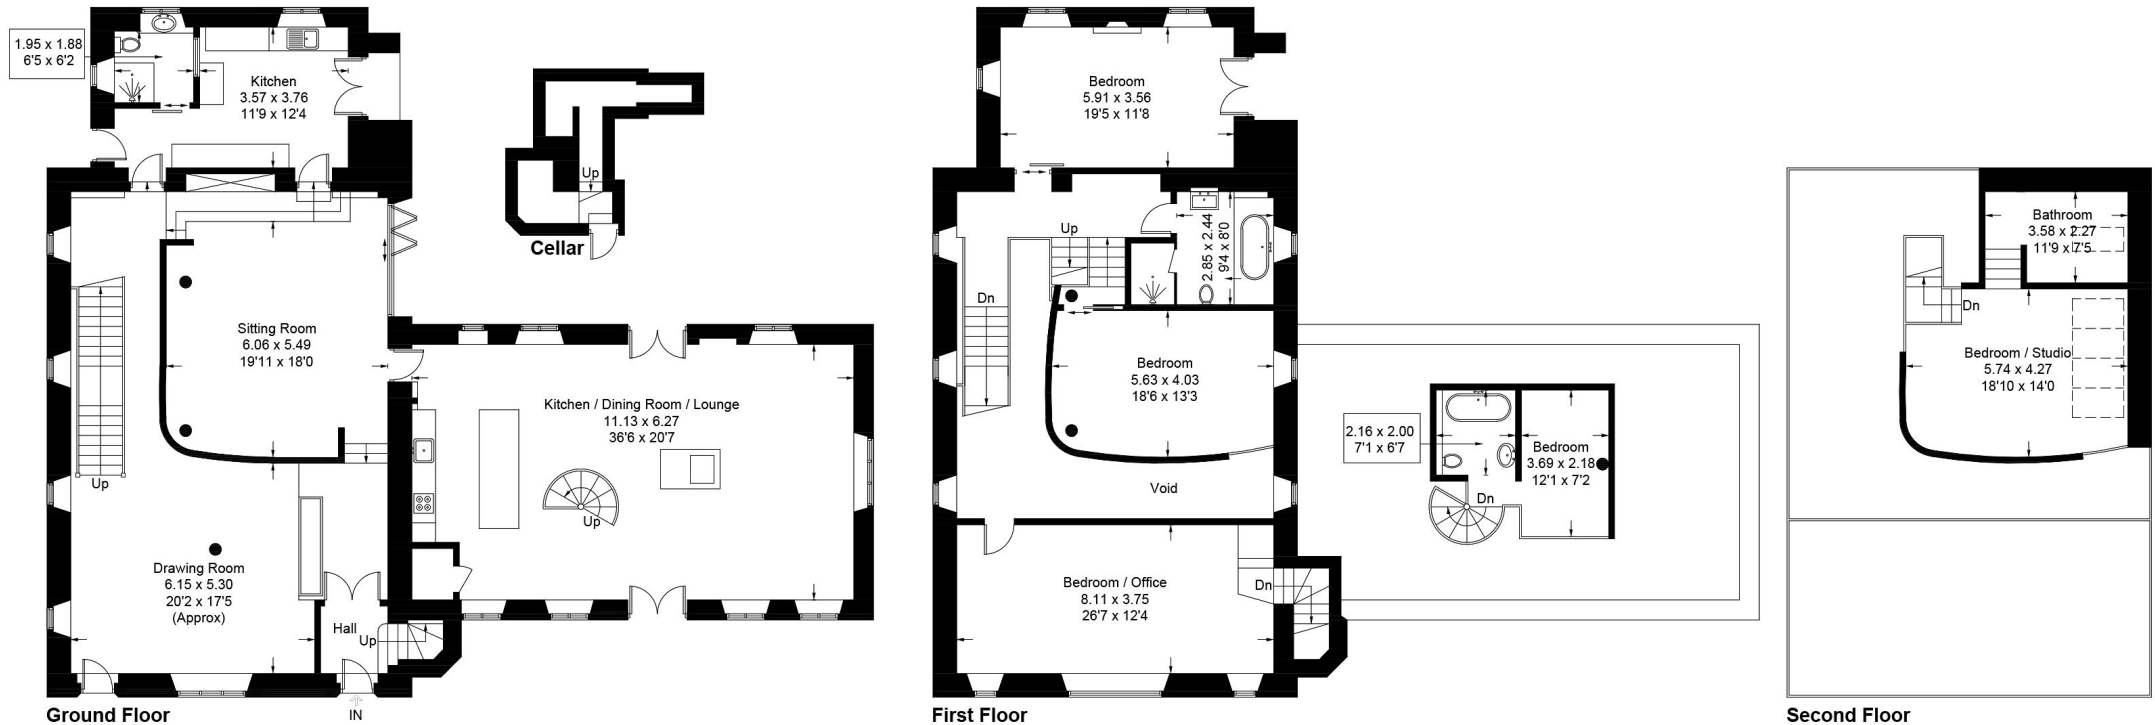 1.95 x 1.88
6'5 x 6'2
Kitchen
3.57 x 3.76
11'9 x 12'4
Sitting Room
6.06 x 5.49
19'11 x 18'0
Up
Kitchen / Dining Room / Lounge
11.13 x 6.27
36'6 x 20'7
Up
Drawing Room
6.15 x 5.30
20'2 x 17'5
(Approx)
Hall
Up
IN
Ground Floor
Up
Cellar
Bedroom
5.91 x 3.56
19'5 x 11'8
Up
2.85 x 2.44
9'4 x 8'0
Dn
Bedroom
5.63 x 4.03
18'6 x 13'3
Void
Bedroom / Office
8.11 x 3.75
26'7 x 12'4
Dn
2.16 x 2.00
7'1 x 6'7
Bedroom
3.69 x 2.18
12'1 x 7'2
Dn
First Floor
Bathroom
3.58 x 2.27
11'9 x 7'5
Dn
Bedroom / Studio
5.74 x 4.27
18'10 x 14'0
Second Floor